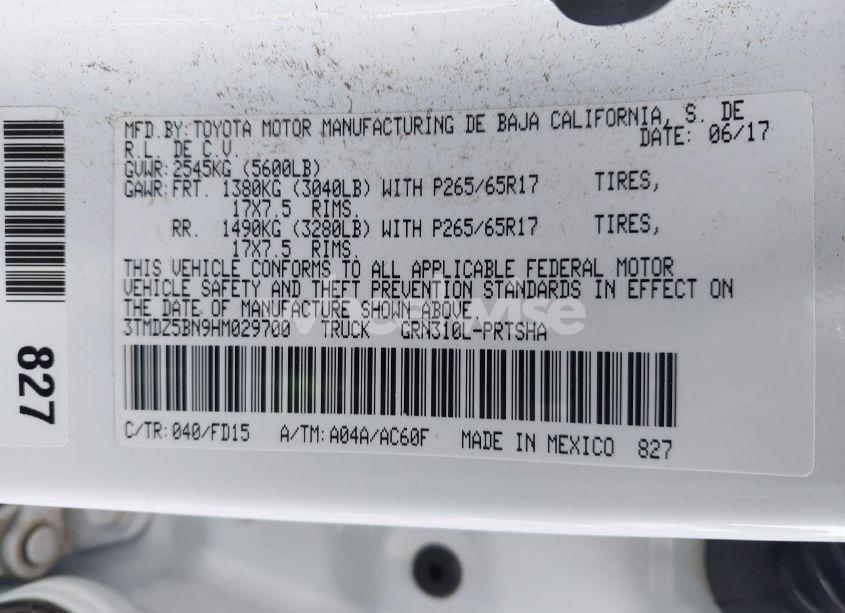 MFD. BY: TOYOTA MOTOR MANUFACTURING DE BAJA CALIFORNIA, S. DE
R.L. DE C.V. DATE: 06/17
GVWR: 2545KG (5600LB)
GAWR: FRT. 1380KG (3040LB) WITH P265/65R17 TIRES,
17X7.5 RIMS.
RR. 1490KG (3280LB) WITH P265/65R17 TIRES,
17X7.5 RIMS.
THIS VEHICLE CONFORMS TO ALL APPLICABLE FEDERAL MOTOR
VEHICLE SAFETY AND THEFT PREVENTION STANDARDS IN EFFECT ON
THE DATE OF MANUFACTURE SHOWN ABOVE.
3TMDZ5BN9HM029700 TRUCK GRN310L-PRTSHA
C/TR: 040/FD15 A/TM: A04A/AC60F MADE IN MEXICO 827
827